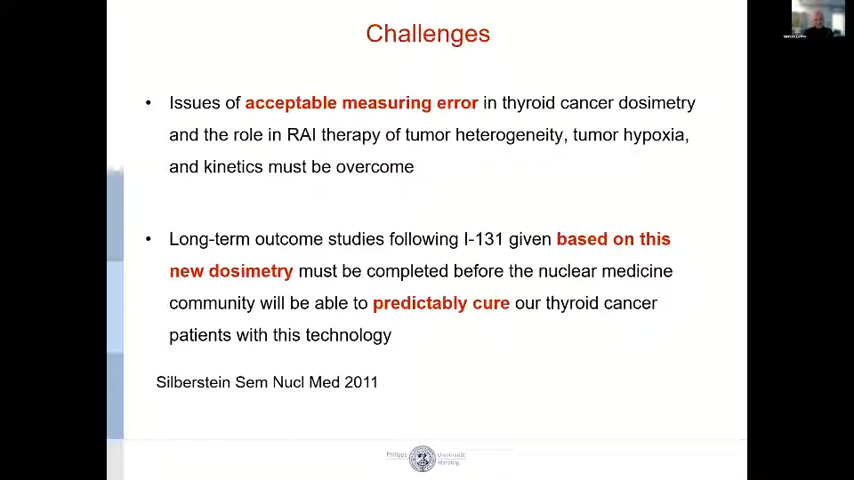 Challenges
• Issues of acceptable measuring error in thyroid cancer dosimetry
and the role in RAI therapy of tumor heterogeneity, tumor hypoxia,
and kinetics must be overcome
• Long-term outcome studies following I-131 given based on this
new dosimetry must be completed before the nuclear medicine
community will be able to predictably cure our thyroid cancer
patients with this technology
Silberstein Sem Nucl Med 2011
Philipps Universität
Marburg